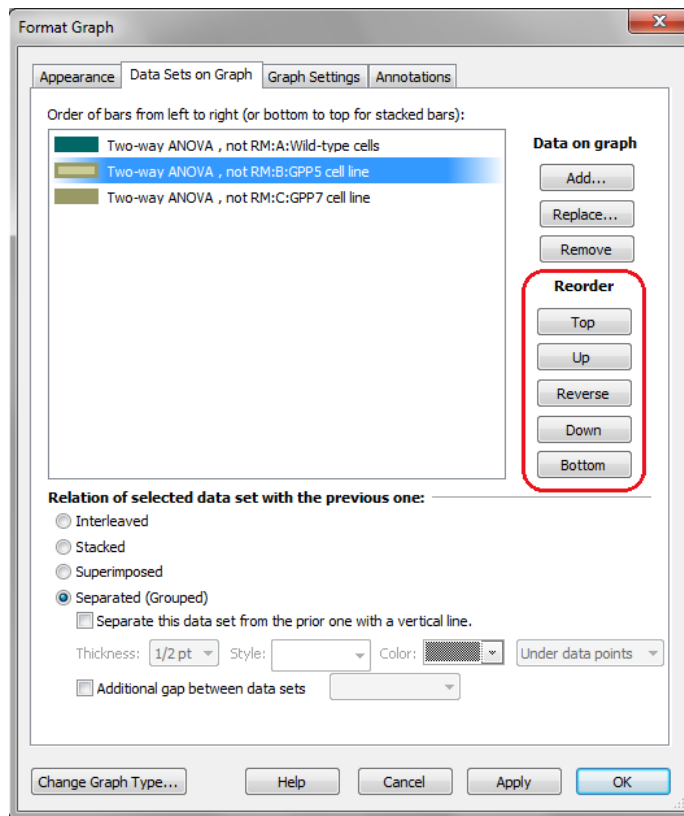 Format Graph
Appearance Data Sets on Graph Graph Settings Annotations
Order of bars from left to right (or bottom to top for stacked bars):
Two-way ANOVA , not RM:A:Wild-type cells
Two-way ANOVA , not RM:B:GPP5 cell line
Two-way ANOVA , not RM:C:GPP7 cell line
Data on graph
Add...
Replace...
Remove
Reorder
Top
Up
Reverse
Down
Bottom
Relation of selected data set with the previous one:
Interleaved
Stacked
Superimposed
Separated (Grouped)
Separate this data set from the prior one with a vertical line.
Thickness: 1/2 pt Style: Color: Under data points
Additional gap between data sets
Change Graph Type... Help Cancel Apply OK